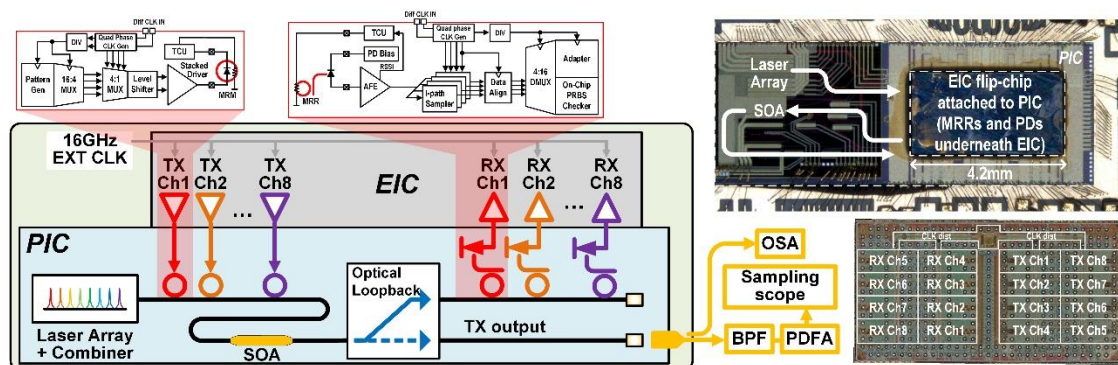 Diff CLK IN
DIV
Quad Phase
CLK Gen
TCU
Stacked
Driver
Pattern
Gen
16:4
MUX
4:1
MUX
Level
Shifter
MRM
Diff CLK IN
TCU
Quad phase
CLK Gen
DIV
PD Bias
RSSI
Adapter
MRR
AFE
I-path
Sampler
Data
Align
4:16
DMUX
On-Chip
PRBS
Checker
16GHz
EXT CLK
TX
Ch1
TX
Ch2
...
TX
Ch8
EIC
RX
Ch1
RX
Ch2
...
RX
Ch8
PIC
Laser Array
+ Combiner
SOA
Optical
Loopback
TX output
OSA
Sampling
scope
BPF
PDFA
Laser
Array
SOA
PIC
EIC flip-chip
attached to PIC
(MRRs and PDs
underneath EIC)
4.2mm
CLK dist
CLK dist
RX Ch5 RX Ch4 TX Ch1 TX Ch8
RX Ch6 RX Ch3 TX Ch2 TX Ch7
RX Ch7 RX Ch2 TX Ch3 TX Ch6
RX Ch8 RX Ch1 TX Ch4 TX Ch5